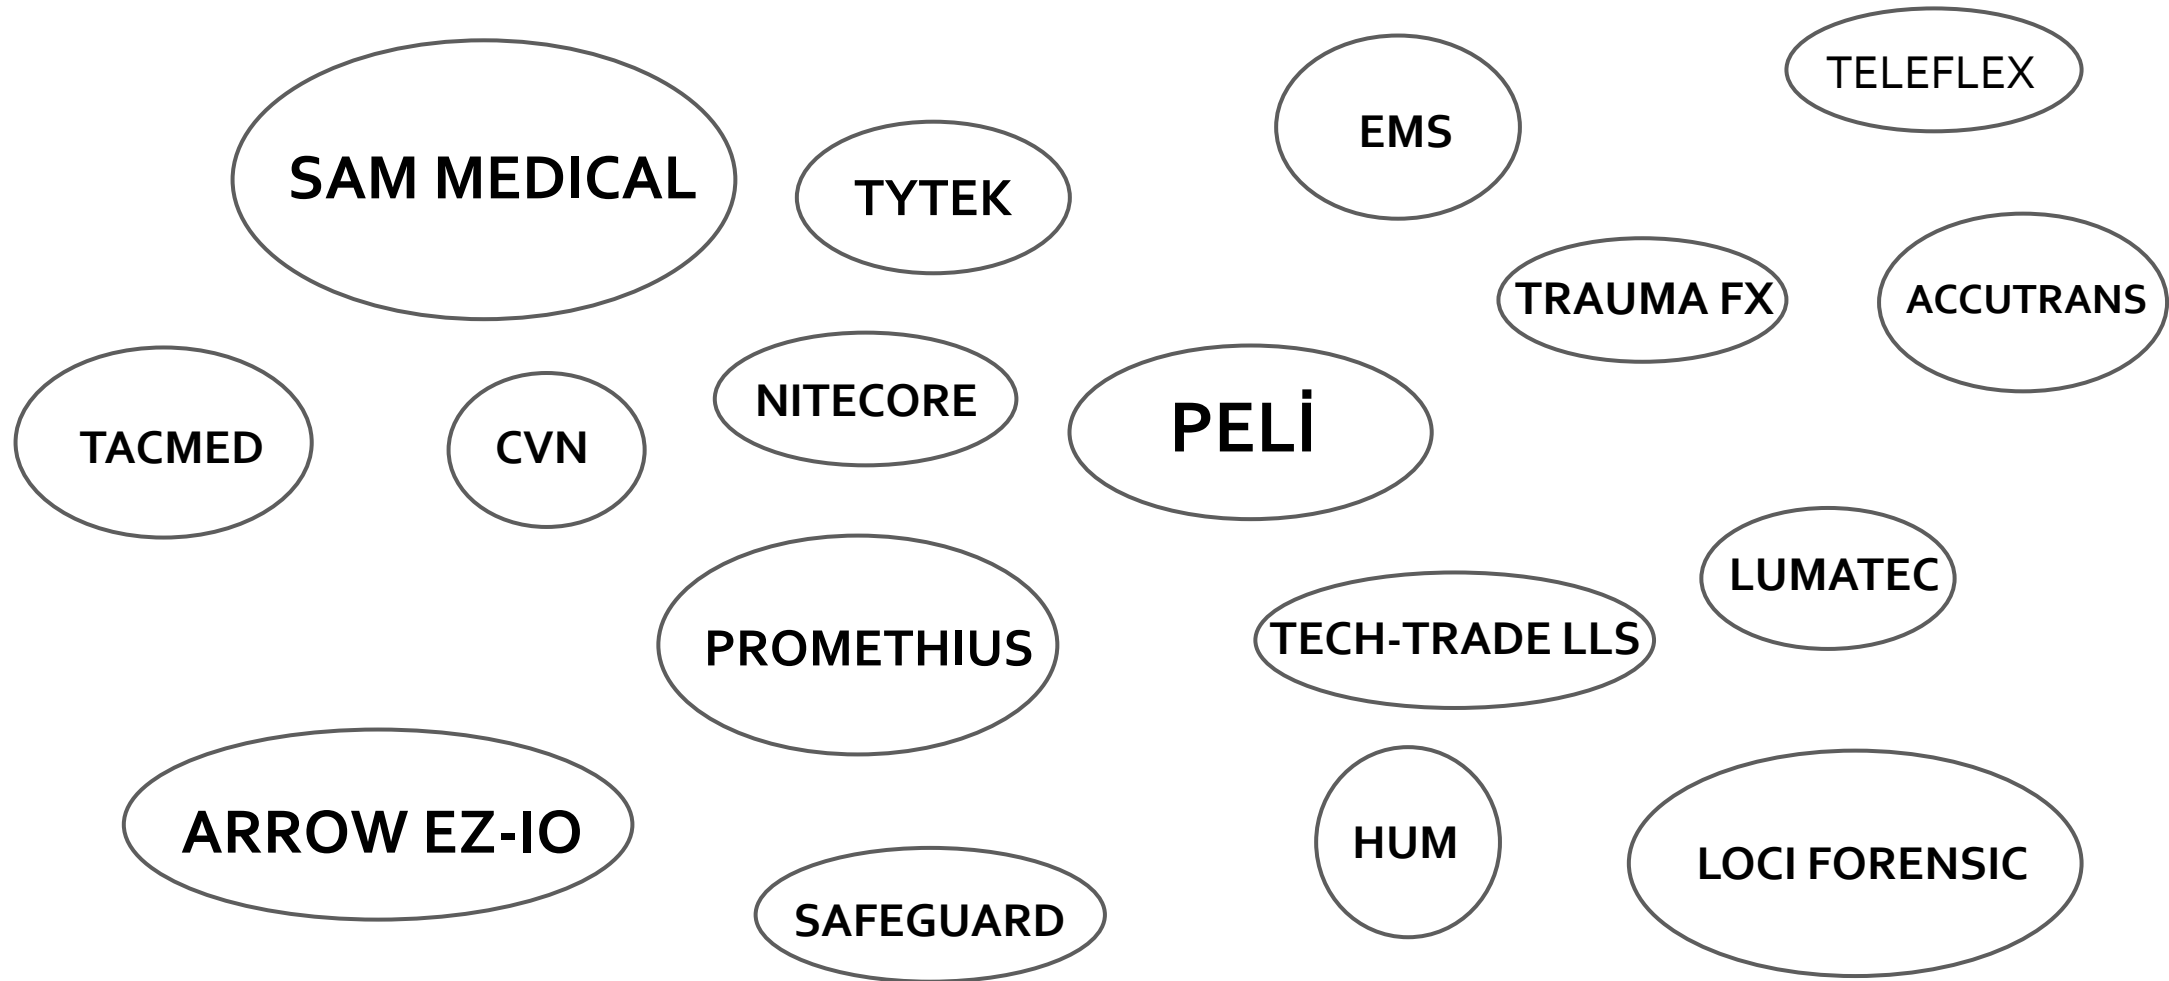 TELEFLEX
EMS
SAM MEDICAL
TYTEK
TRAUMA FX
ACCUTRANS
NITECORE
PELİ
TACMED
CVN
LUMATEC
TECH-TRADE LLS
PROMETHIUS
ARROW EZ-IO
HUM
LOCI FORENSIC
SAFEGUARD